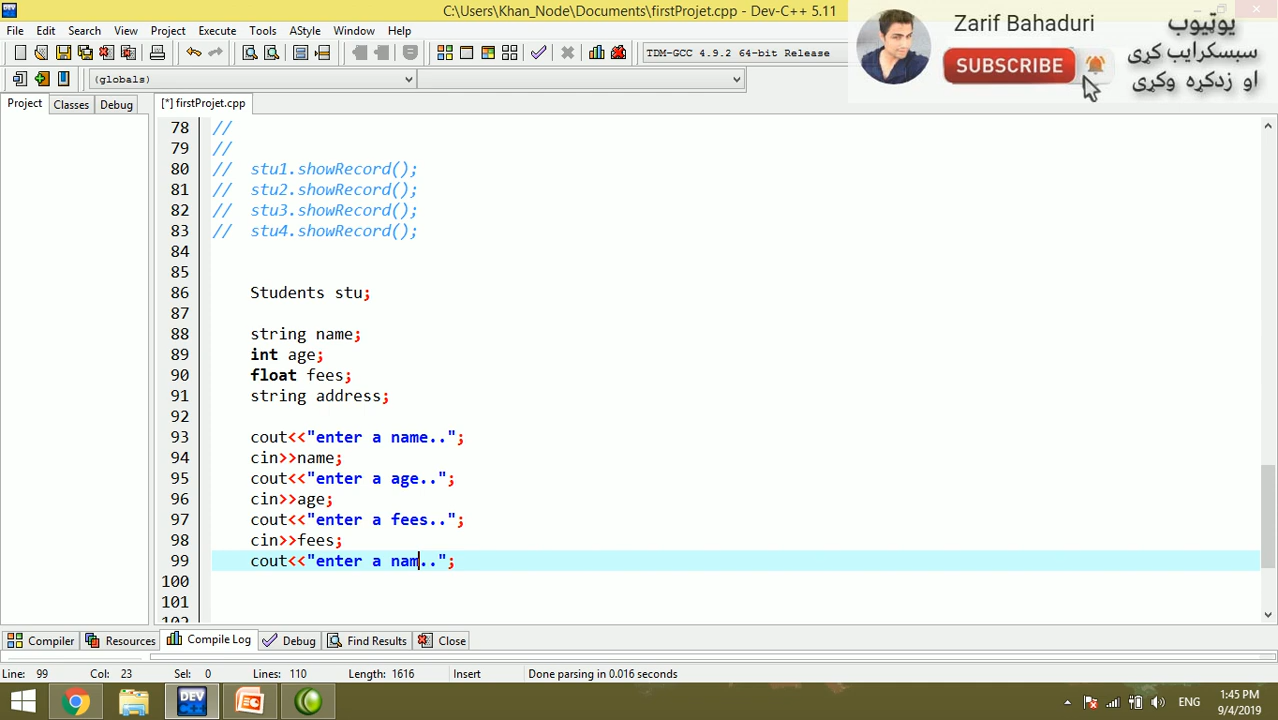 C:\Users\Khan_Node\Documents\firstProjet.cpp - Dev-C++ 5.11
File Edit Search View Project Execute Tools AStyle Window Help
TDM-GCC 4.9.2 64-bit Release
(globals)
Zarif Bahaduri
SUBSCRIBE
یوټیوب
سبسکرایب کړی
او زدکړه وکړی
Project Classes Debug
[*] firstProjet.cpp
78 //
79 //
80 // stu1.showRecord();
81 // stu2.showRecord();
82 // stu3.showRecord();
83 // stu4.showRecord();
84
85
86 Students stu;
87
88 string name;
89 int age;
90 float fees;
91 string address;
92
93 cout<<"enter a name..";
94 cin>>name;
95 cout<<"enter a age..";
96 cin>>age;
97 cout<<"enter a fees..";
98 cin>>fees;
99 cout<<"enter a nam..";
100
101
102
Compiler Resources Compile Log Debug Find Results Close
Line: 99 Col: 23 Sel: 0 Lines: 110 Length: 1616 Insert Done parsing in 0.016 seconds
DEV C++
ENG
1:45 PM
9/4/2019